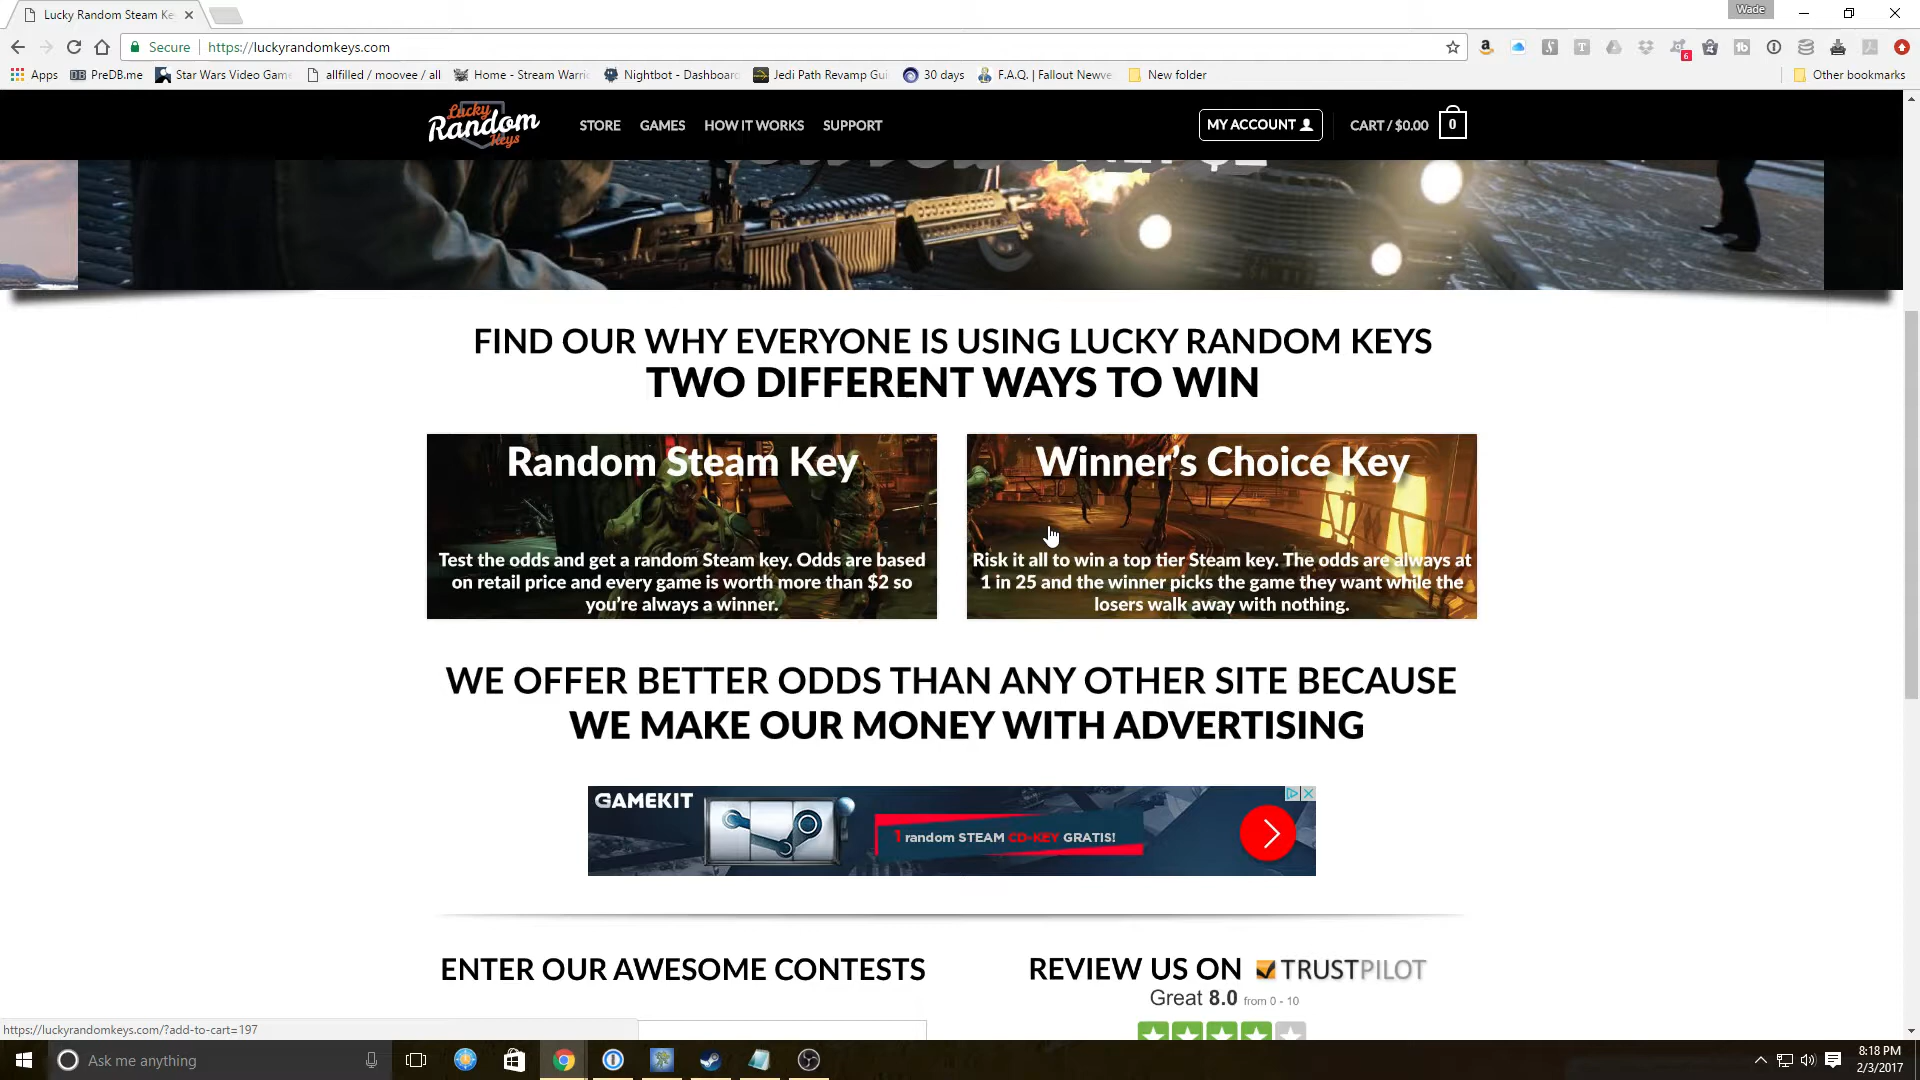 Lucky Random Steam Ke
Wade
Secure https://luckyrandomkeys.com
Apps PreDB.me Star Wars Video Gam allfilled / moovee / all Home - Stream Warri Nightbot - Dashboar Jedi Path Revamp Gui 30 days F.A.Q. | Fallout Newve New folder Other bookmarks
Lucky Random Keys
STORE GAMES HOW IT WORKS SUPPORT MY ACCOUNT CART / $0.00 0
FIND OUR WHY EVERYONE IS USING LUCKY RANDOM KEYS
TWO DIFFERENT WAYS TO WIN
Random Steam Key
Test the odds and get a random Steam key. Odds are based
on retail price and every game is worth more than $2 so
you're always a winner.
Winner's Choice Key
Risk it all to win a top tier Steam key. The odds are always at
1 in 25 and the winner picks the game they want while the
losers walk away with nothing.
WE OFFER BETTER ODDS THAN ANY OTHER SITE BECAUSE
WE MAKE OUR MONEY WITH ADVERTISING
GAMEKIT
1 random STEAM CD-KEY GRATIS!
ENTER OUR AWESOME CONTESTS
REVIEW US ON TRUSTPILOT
Great 8.0 from 0 - 10
https://luckyrandomkeys.com/?add-to-cart=197
Ask me anything
8:18 PM
2/3/2017